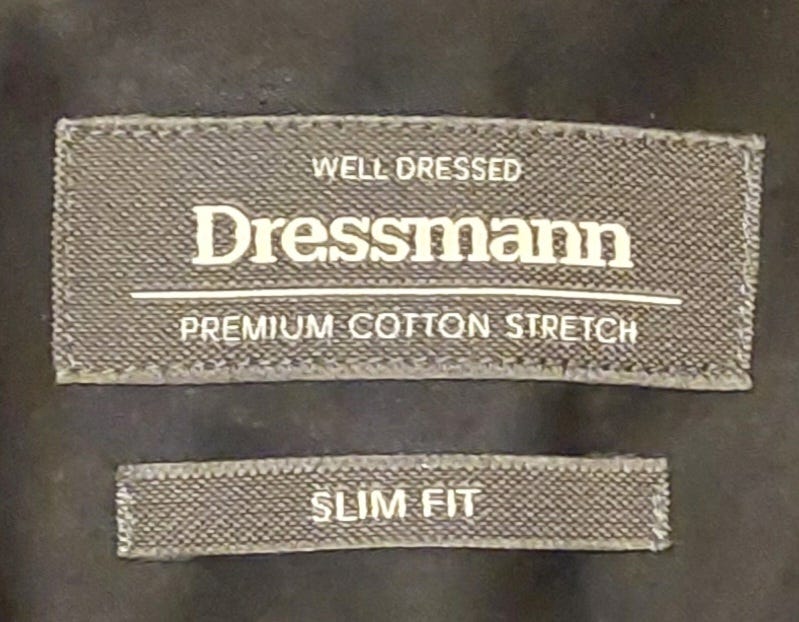 WELL DRESSED
Dressmann
PREMIUM COTTON STRETCH
SLIM FIT